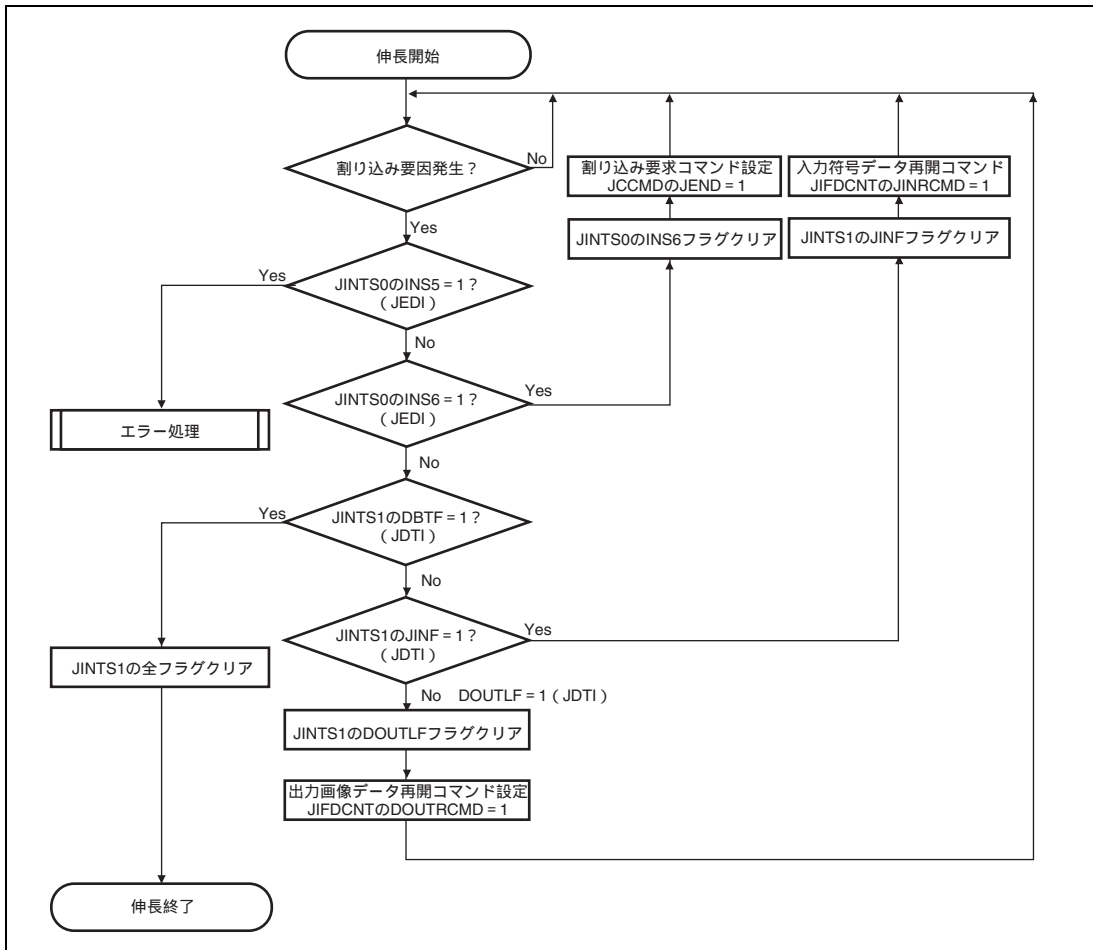 伸長開始
割り込み要因発生？
No
Yes
割り込み要求コマンド設定
JCCMDのJEND = 1
入力符号データ再開コマンド
JIFDCNTのJINRCMD = 1
JINTS0のINS6フラグクリア
JINTS1のJINFフラグクリア
Yes
JINTS0のINS5 = 1？
（JEDI）
No
JINTS0のINS6 = 1？
（JEDI）
Yes
エラー処理
No
Yes
JINTS1のDBTF = 1？
（JDTI）
No
JINTS1のJINF = 1？
（JDTI）
Yes
JINTS1の全フラグクリア
No DOUTLF = 1（JDTI）
JINTS1のDOUTLFフラグクリア
出力画像データ再開コマンド設定
JIFDCNTのDOUTRCMD = 1
伸長終了